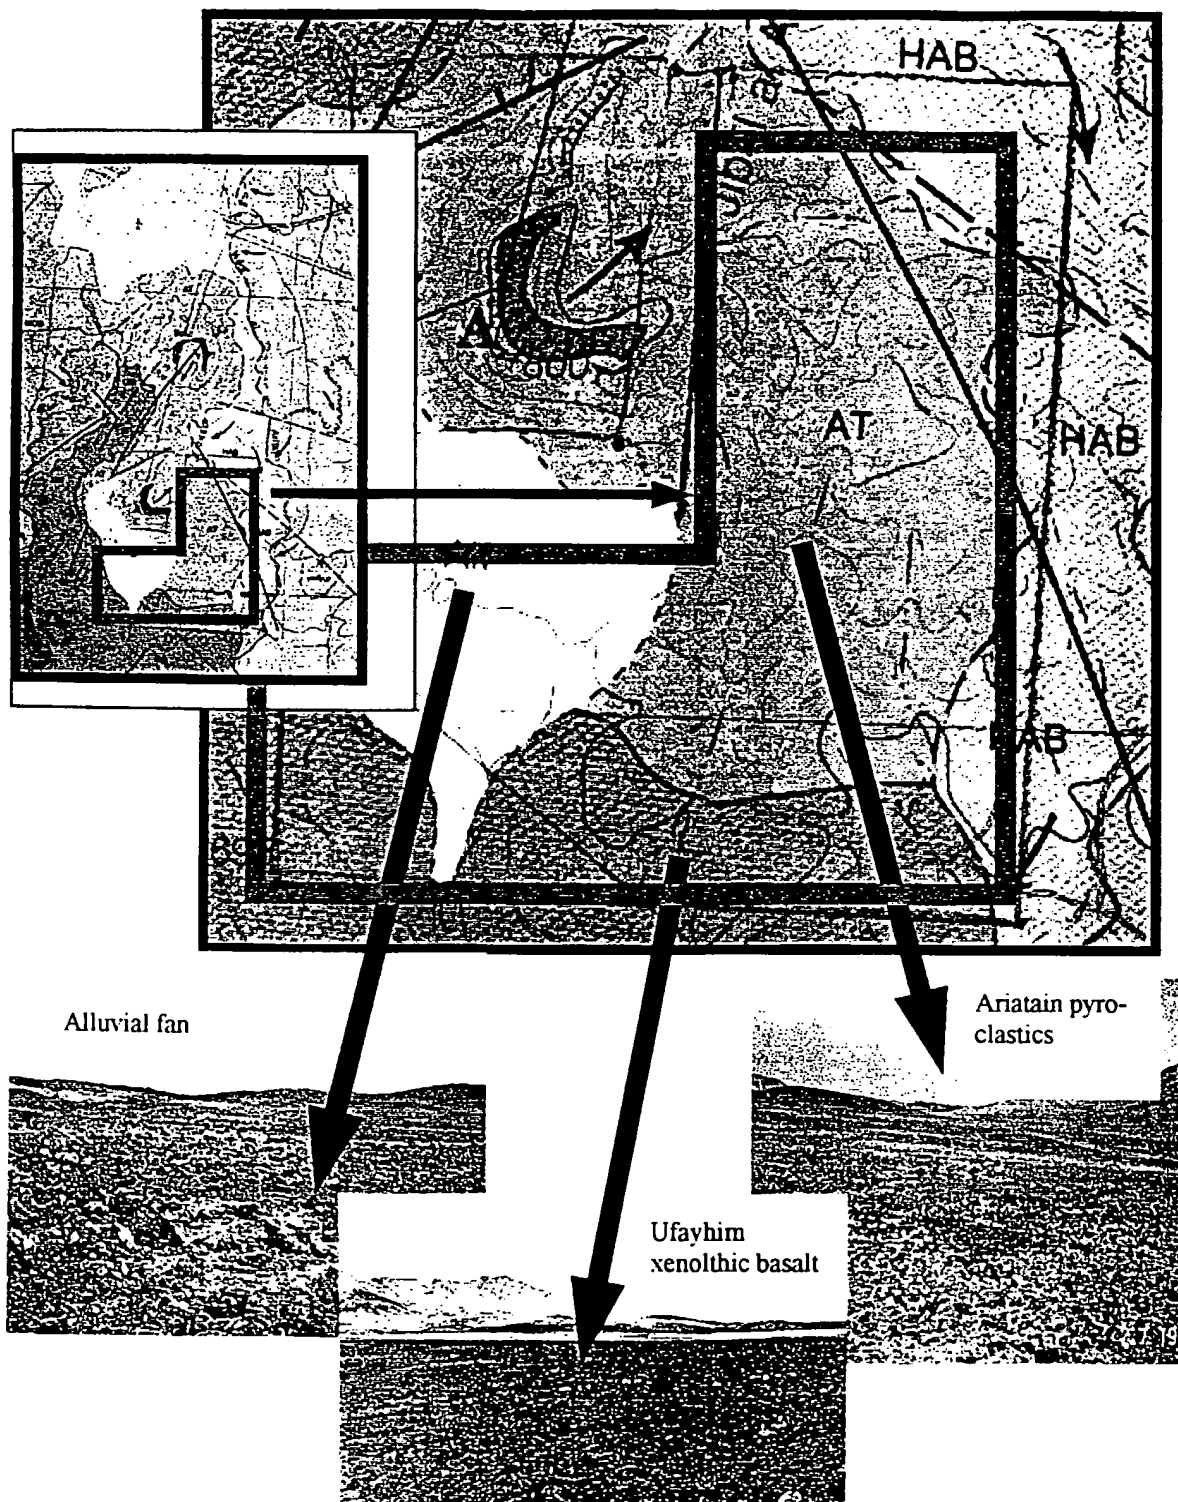 HAB
A
AT
HAB
HAB
Alluvial fan
Ariatain pyro-
clastics
Ufayhim
xenolthic basalt